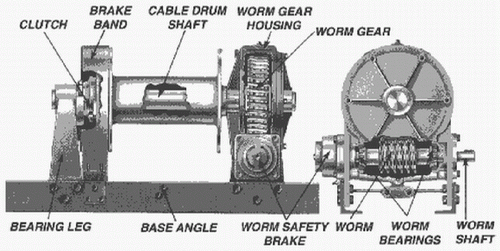 CLUTCH
BRAKE
BAND
CABLE DRUM
SHAFT
WORM GEAR
HOUSING
WORM GEAR
BEARING LEG
BASE ANGLE
WORM SAFETY
BRAKE
WORM
WORM
BEARINGS
WORM
SHAFT